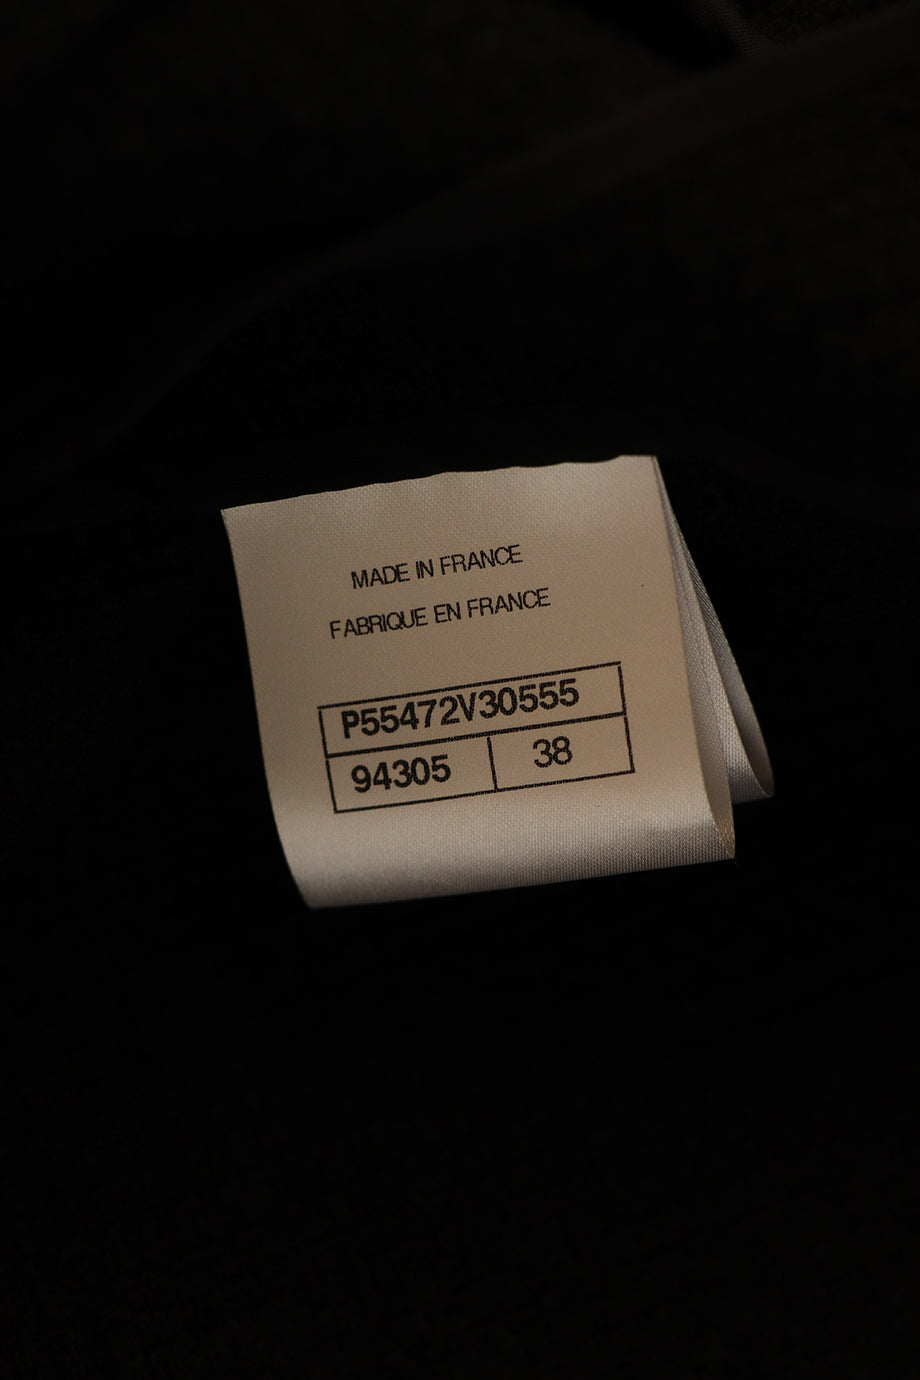 MADE IN FRANCE
FABRIQUE EN FRANCE
P55472V30555
94305 38